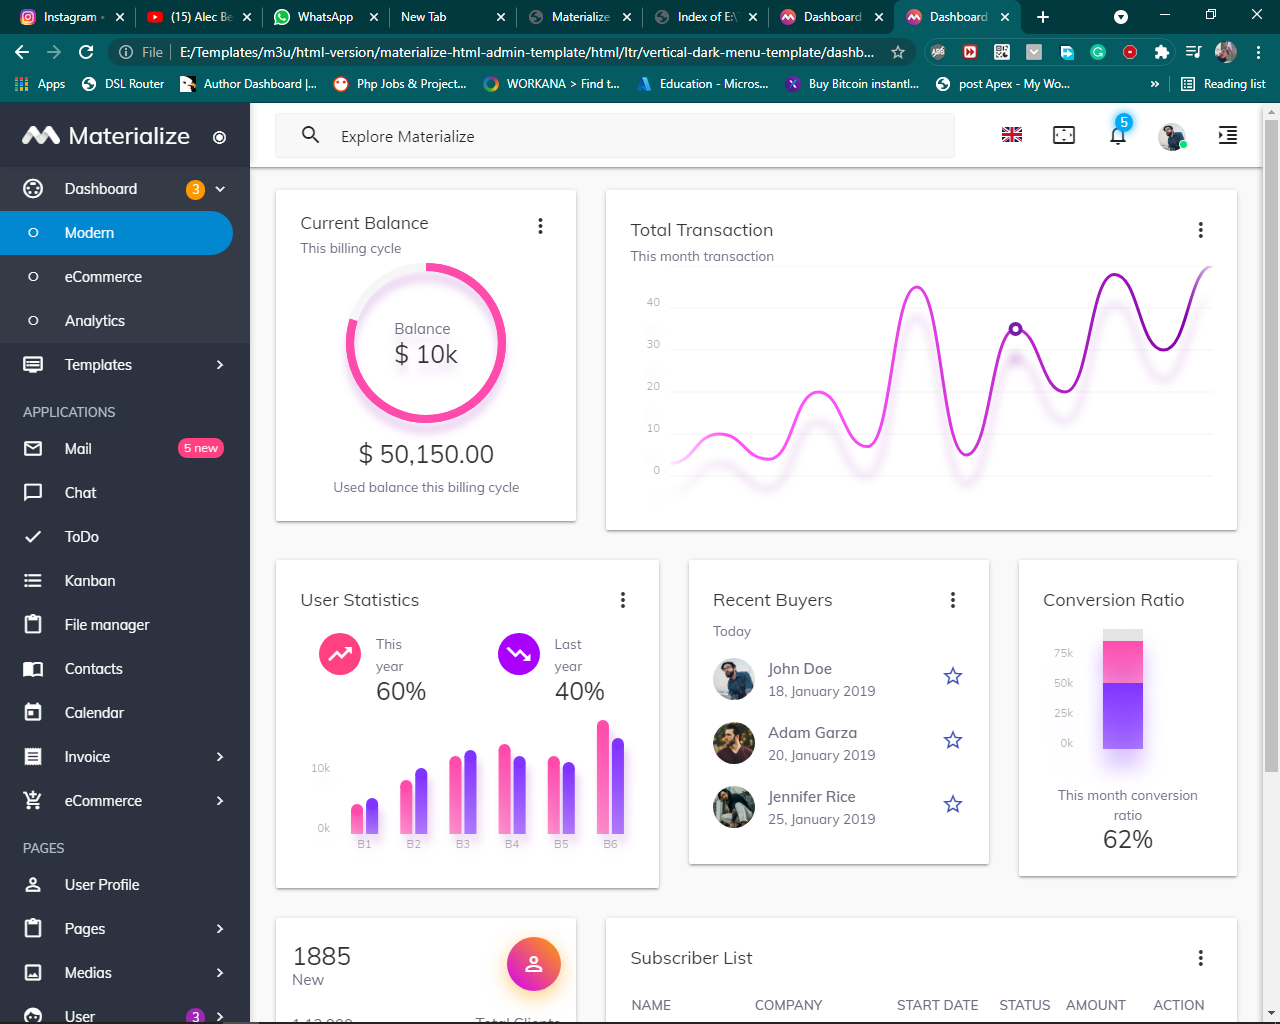 Instagram
(15) Alec Be
WhatsApp
New Tab
Materialize
Index of E:\
Dashboard
Dashboard
File
E:/Templates/m3u/html-version/materialize-html-admin-template/html/ltr/vertical-dark-menu-template/dashb...
Apps
DSL Router
Author Dashboard |...
Php Jobs & Project...
WORKANA > Find t...
Education - Micros...
Buy Bitcoin instantl...
post Apex - My Wo...
»
Reading list
Materialize
Explore Materialize
5
Dashboard
3
Modern
eCommerce
Analytics
Templates
APPLICATIONS
Mail
5 new
Chat
ToDo
Kanban
File manager
Contacts
Calendar
Invoice
eCommerce
PAGES
User Profile
Pages
Medias
User
3
Current Balance
This billing cycle
Balance
$ 10k
$ 50,150.00
Used balance this billing cycle
Total Transaction
This month transaction
40
30
20
10
0
User Statistics
This
year
60%
Last
year
40%
10k
0k
B1
B2
B3
B4
B5
B6
Recent Buyers
Today
John Doe
18, January 2019
Adam Garza
20, January 2019
Jennifer Rice
25, January 2019
Conversion Ratio
75k
50k
25k
0k
This month conversion
ratio
62%
1885
New
Total Clients
Subscriber List
NAME
COMPANY
START DATE
STATUS
AMOUNT
ACTION